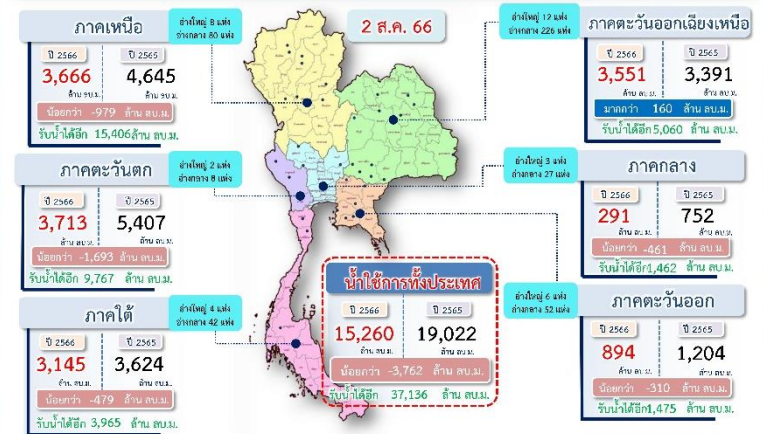 2 ส.ค. 66
ภาคเหนือ
ปี 2566 ปี 2565
3,666 4,645
ล้าน ลบ.ม. ล้าน ลบ.ม.
น้อยกว่า -979 ล้าน ลบ.ม.
รับน้ำได้อีก 15,406 ล้าน ลบ.ม.
อ่างใหญ่ 8 แห่ง
อ่างกลาง 80 แห่ง
อ่างใหญ่ 12 แห่ง
อ่างกลาง 226 แห่ง
ภาคตะวันออกเฉียงเหนือ
ปี 2566 ปี 2565
3,551 3,391
ล้าน ลบ.ม. ล้าน ลบ.ม.
มากกว่า 160 ล้าน ลบ.ม.
รับน้ำได้อีก 5,060 ล้าน ลบ.ม.
ภาคตะวันตก
ปี 2566 ปี 2565
3,713 5,407
ล้าน ลบ.ม. ล้าน ลบ.ม.
น้อยกว่า -1,693 ล้าน ลบ.ม.
รับน้ำได้อีก 9,767 ล้าน ลบ.ม.
อ่างใหญ่ 2 แห่ง
อ่างกลาง 8 แห่ง
อ่างใหญ่ 3 แห่ง
อ่างกลาง 27 แห่ง
ภาคกลาง
ปี 2566 ปี 2565
291 752
ล้าน ลบ.ม. ล้าน ลบ.ม.
น้อยกว่า -461 ล้าน ลบ.ม.
รับน้ำได้อีก 1,462 ล้าน ลบ.ม.
ภาคใต้
ปี 2566 ปี 2565
3,145 3,624
ล้าน ลบ.ม. ล้าน ลบ.ม.
น้อยกว่า -479 ล้าน ลบ.ม.
รับน้ำได้อีก 3,965 ล้าน ลบ.ม.
อ่างใหญ่ 4 แห่ง
อ่างกลาง 42 แห่ง
น้ำใช้การทั้งประเทศ
ปี 2566 ปี 2565
15,260 19,022
ล้าน ลบ.ม. ล้าน ลบ.ม.
น้อยกว่า -3,762 ล้าน ลบ.ม.
รับน้ำได้อีก 37,136 ล้าน ลบ.ม.
อ่างใหญ่ 6 แห่ง
อ่างกลาง 52 แห่ง
ภาคตะวันออก
ปี 2566 ปี 2565
894 1,204
ล้าน ลบ.ม. ล้าน ลบ.ม.
น้อยกว่า -310 ล้าน ลบ.ม.
รับน้ำได้อีก 1,475 ล้าน ลบ.ม.